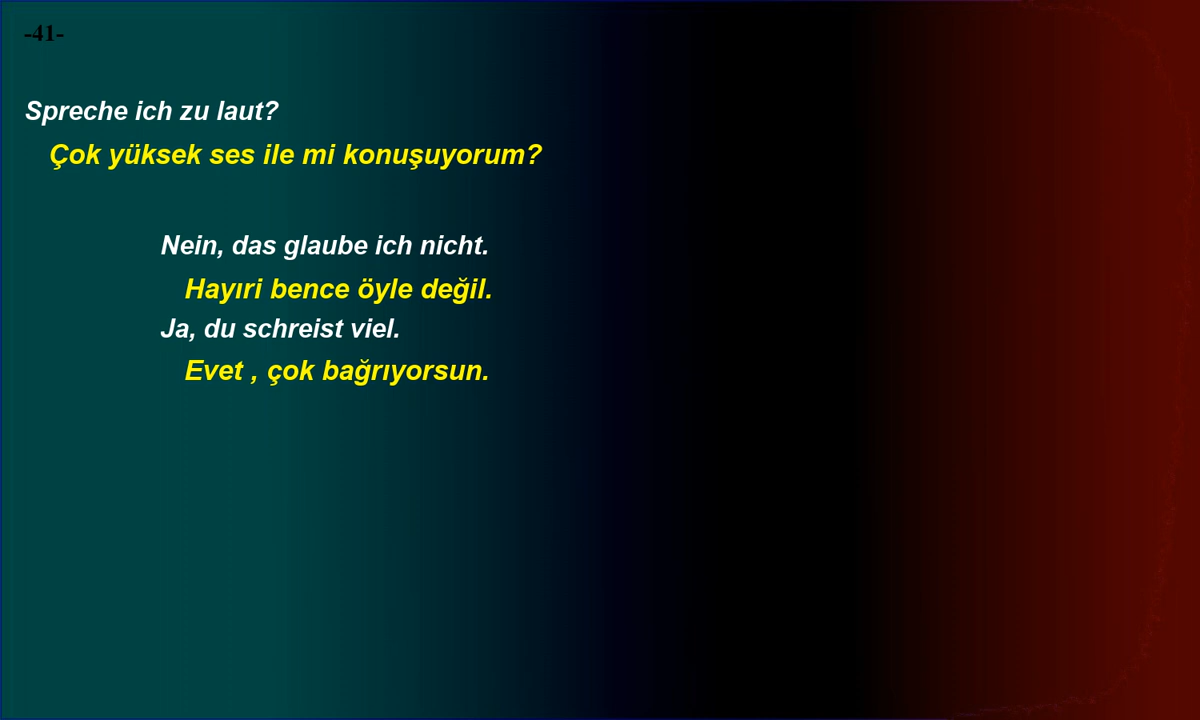 -41-
Spreche ich zu laut?
Çok yüksek ses ile mi konuşuyorum?
Nein, das glaube ich nicht.
Hayıri bence öyle değil.
Ja, du schreist viel.
Evet , çok bağrıyorsun.